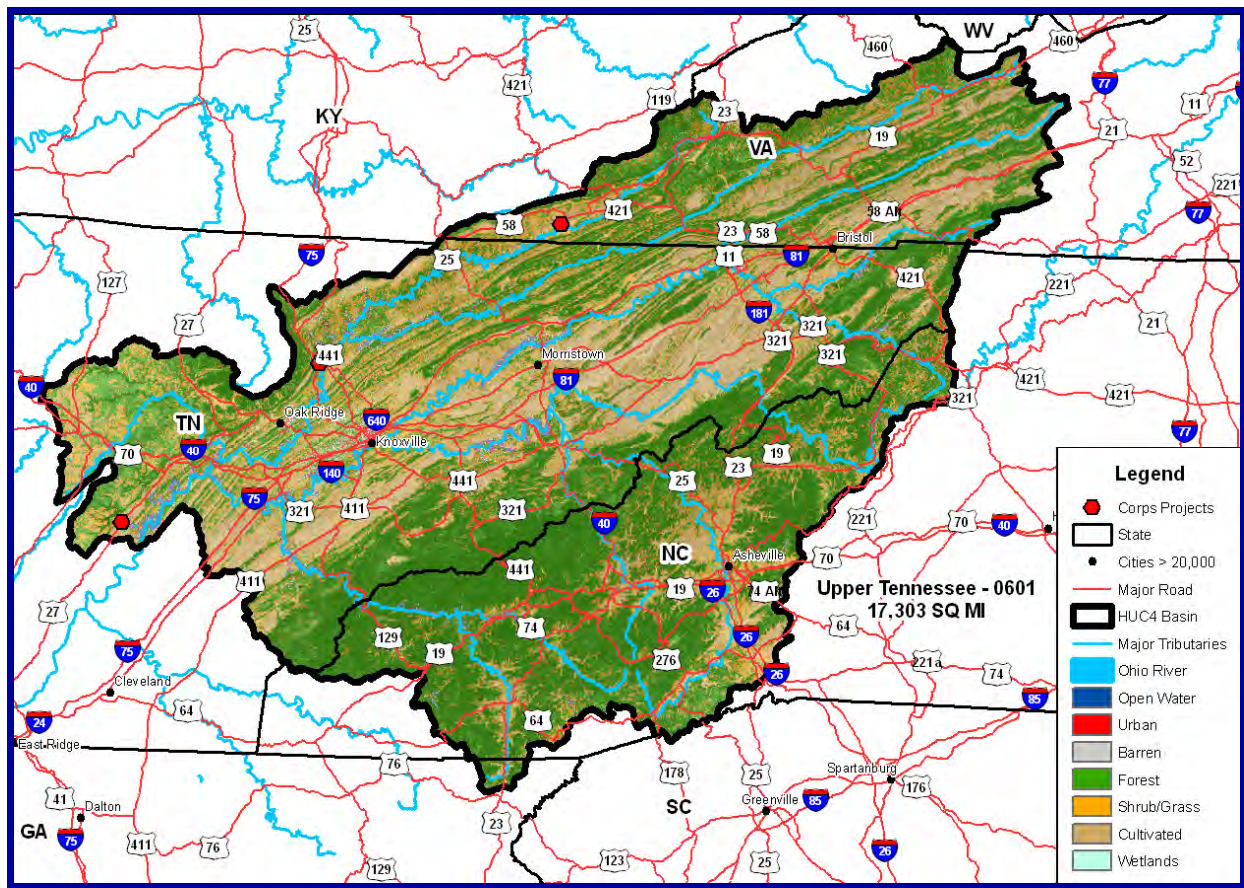 WV
25
460
460
77
421
119
23
11
KY
21
19
VA
52
221
58
421
58 Al
77
23
58
Bristol
75
25
11
81
127
421
221
27
181
321
21
441
321
321
Morristown
81
421
40
321
421
Oak Ridge
640
TN
77
Knoxville
70
40
19
23
140
441
25
75
321
411
321
221
70
40
40
NC
441
Asheville
70
411
19
26
74 Al
27
Upper Tennessee - 0601
17,303 SQ MI
129
74
26
64
75
19
276
221a
74
26
Cleveland
85
64
64
24
East Ridge
76
178
25
Spartanburg
176
41
Dalton
SC
Greenville
85
GA
75
23
411
76
26
129
123
25
Legend
Corps Projects
State
Cities > 20,000
Major Road
HUC4 Basin
Major Tributaries
Ohio River
Open Water
Urban
Barren
Forest
Shrub/Grass
Cultivated
Wetlands